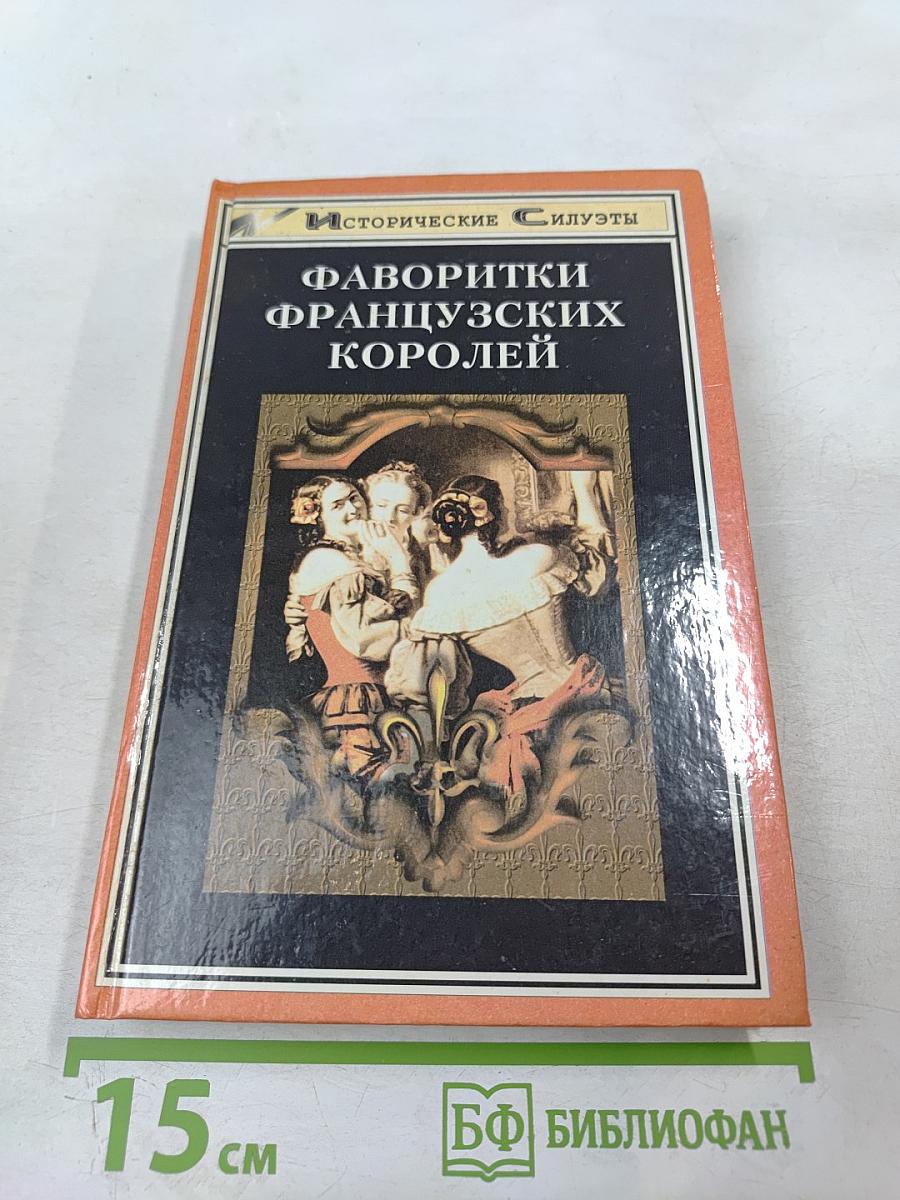 Исторические Силуэты
ФАВОРИТКИ
ФРАНЦУЗСКИХ
КОРОЛЕЙ
15 см
БФ БИБЛИОФАН